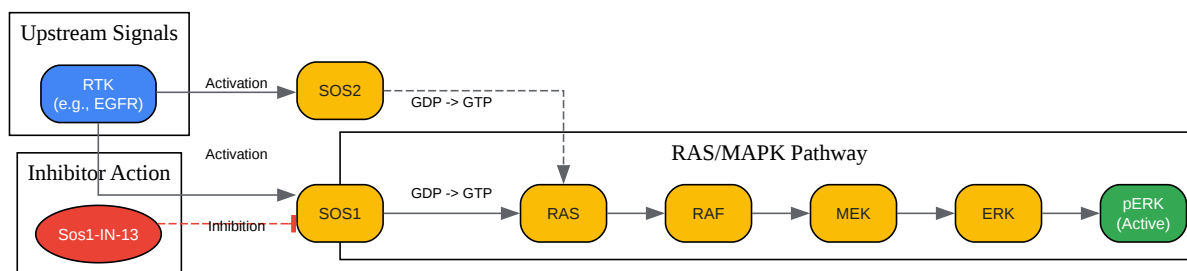 Upstream Signals
RTK
(e.g., EGFR)
Activation
SOS2
GDP -> GTP
Activation
RAS/MAPK Pathway
Inhibitor Action
Sos1-IN-13
Inhibition
SOS1
GDP -> GTP
RAS
RAF
MEK
ERK
pERK
(Active)